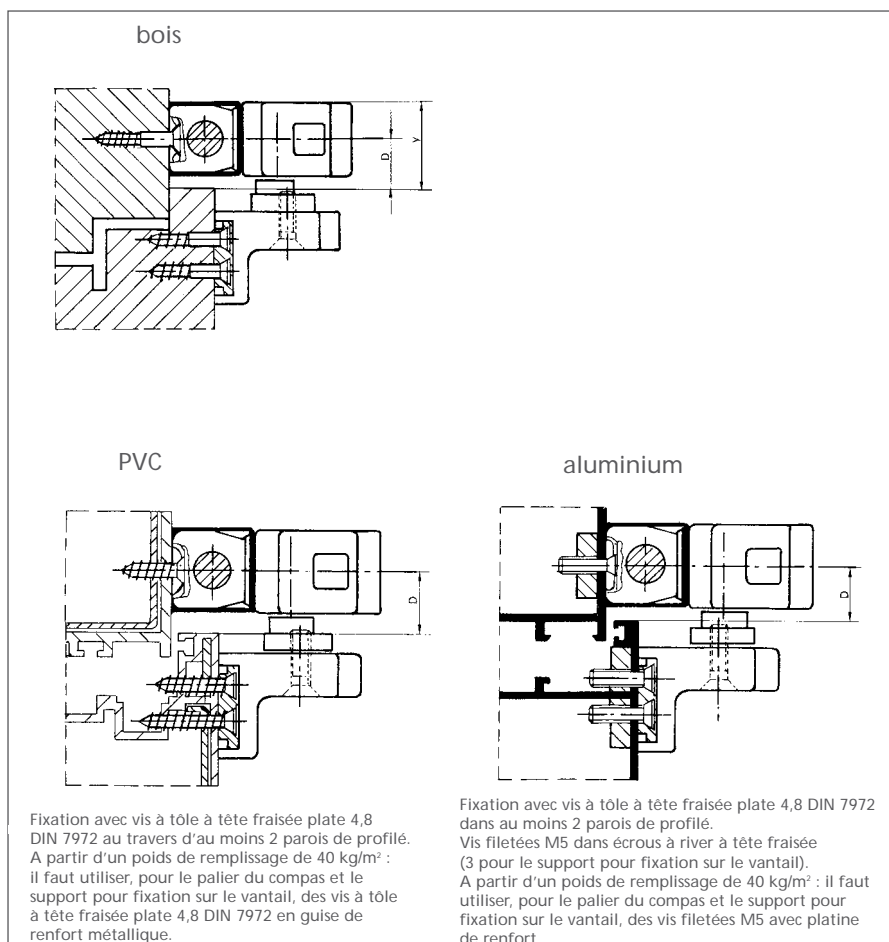 bois
D
y
PVC
aluminium
D
D
Fixation avec vis à tôle à tête fraisée plate 4,8
DIN 7972 au travers d'au moins 2 parois de profilé.
A partir d'un poids de remplissage de 40 kg/m² :
il faut utiliser, pour le palier du compas et le
support pour fixation sur le vantail, des vis à tôle
à tête fraisée plate 4,8 DIN 7972 en guise de
renfort métallique.
Fixation avec vis à tôle à tête fraisée plate 4,8 DIN 7972
dans au moins 2 parois de profilé.
Vis filetées M5 dans écrous à river à tête fraisée
(3 pour le support pour fixation sur le vantail).
A partir d'un poids de remplissage de 40 kg/m² : il faut
utiliser, pour le palier du compas et le support pour
fixation sur le vantail, des vis filetées M5 avec platine
de renfort